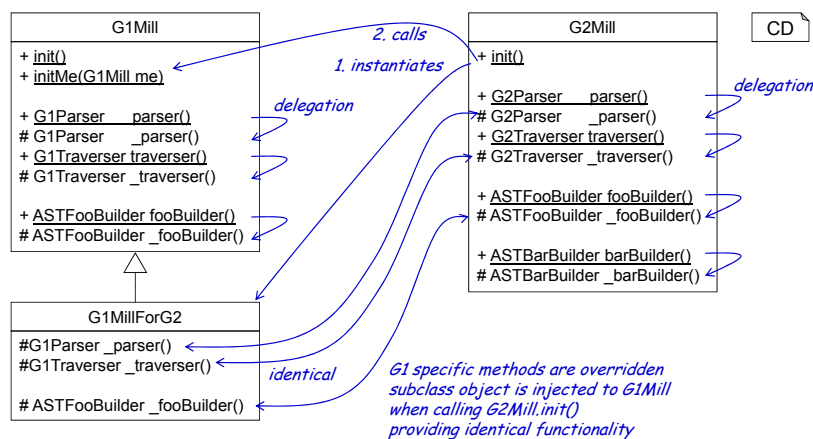 G1Mill
+ init()
+ initMe(G1Mill me)
+ G1Parser parser()
# G1Parser _parser()
+ G1Traverser traverser()
# G1Traverser _traverser()
+ ASTFooBuilder fooBuilder()
# ASTFooBuilder _fooBuilder()
delegation
2. calls
1. instantiates
G2Mill
+ init()
+ G2Parser parser()
# G2Parser _parser()
+ G2Traverser traverser()
# G2Traverser _traverser()
+ ASTFooBuilder fooBuilder()
# ASTFooBuilder _fooBuilder()
+ ASTBarBuilder barBuilder()
# ASTBarBuilder _barBuilder()
delegation
CD
G1MillForG2
#G1Parser _parser()
#G1Traverser _traverser()
# ASTFooBuilder _fooBuilder()
identical
G1 specific methods are overridden
subclass object is injected to G1Mill
when calling G2Mill.init()
providing identical functionality